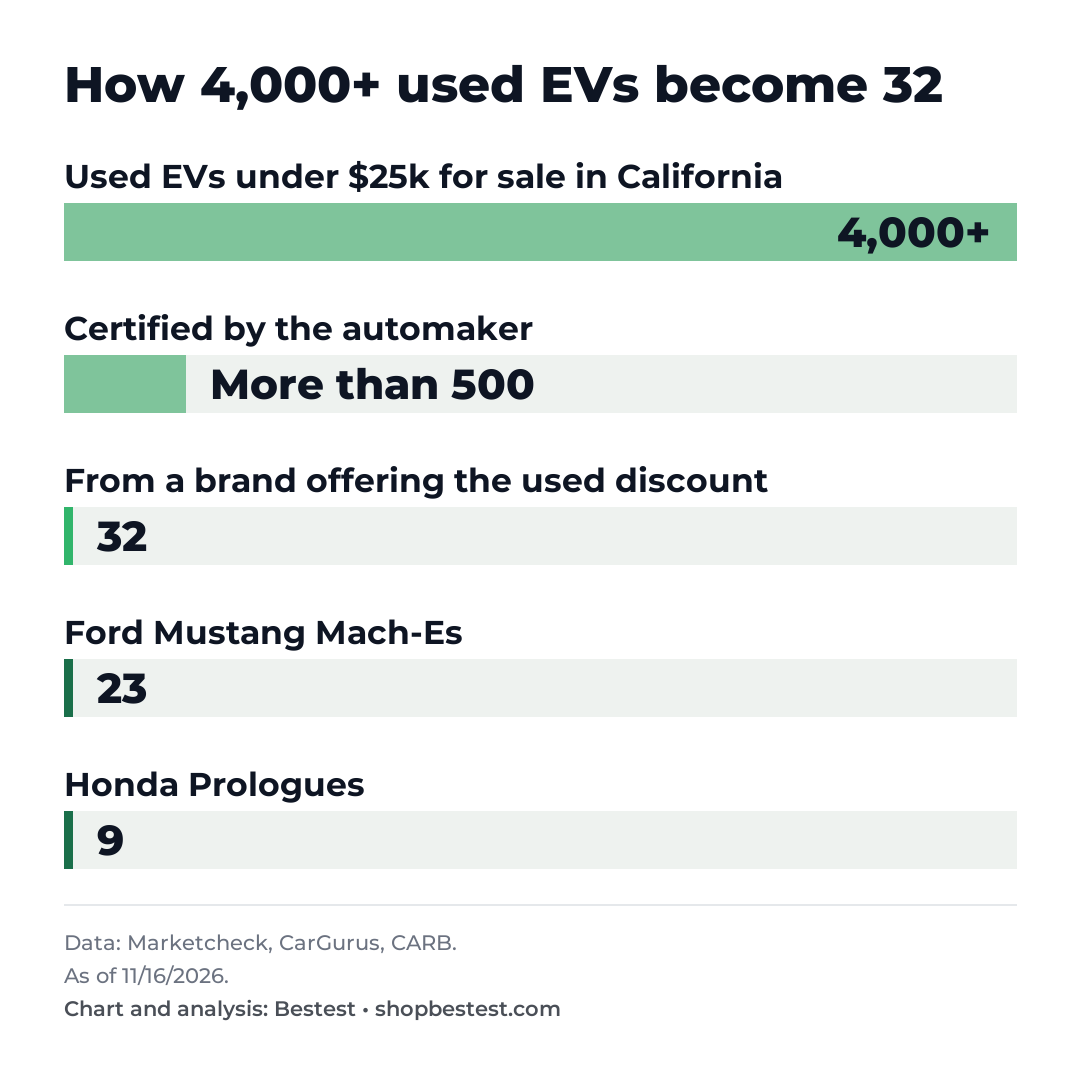 How 4,000+ used EVs become 32
Used EVs under $25k for sale in California
4,000+
Certified by the automaker
More than 500
From a brand offering the used discount
32
Ford Mustang Mach-Es
23
Honda Prologues
9
Data: Marketcheck, CarGurus, CARB.
As of 11/16/2026.
Chart and analysis: Bestest • shopbestest.com